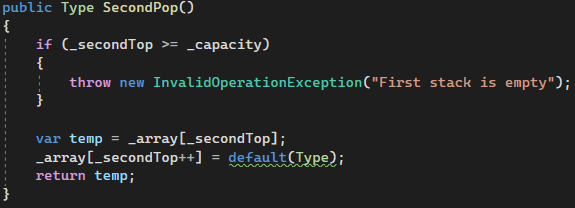 public Type SecondPop()
{
    if (_secondTop >= _capacity)
    {
        throw new InvalidOperationException("First stack is empty");
    }

    var temp = _array[_secondTop];
    _array[_secondTop++] = default(Type);
    return temp;
}